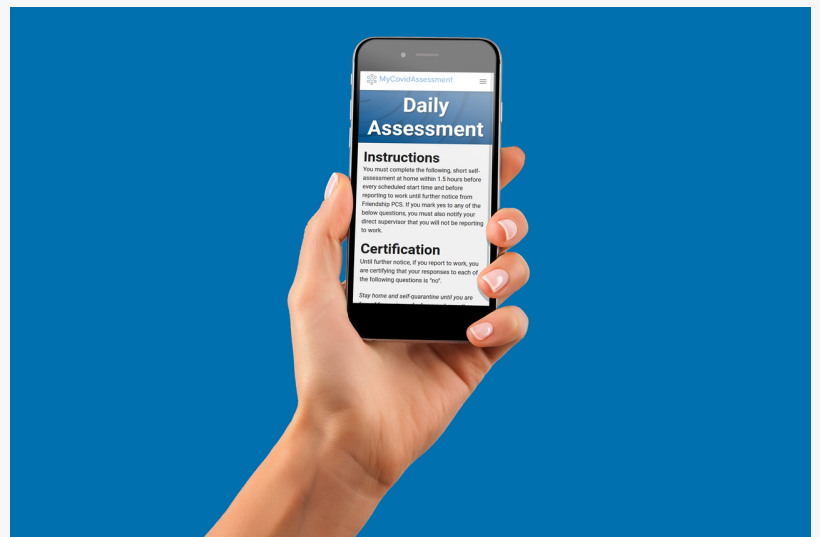 MyCovidAssessment
Daily
Assessment
Instructions
You must complete the following, short self-
assessment at home within 1.5 hours before
every scheduled start time and before
reporting to work until further notice from
Friendship PCS. If you mark yes to any of the
below questions, you must also notify your
direct supervisor that you will not be reporting
to work.
Certification
Until further notice, if you report to work, you
are certifying that your responses to each of
the following questions is "no".
Stay home and self-quarantine until you are